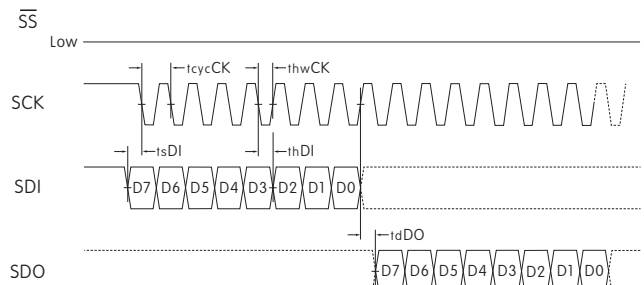 SS
Low
tcycCK thwCK
SCK
tsDI thDI
SDI D7 D6 D5 D4 D3 D2 D1 D0
tdDO
SDO D7 D6 D5 D4 D3 D2 D1 D0